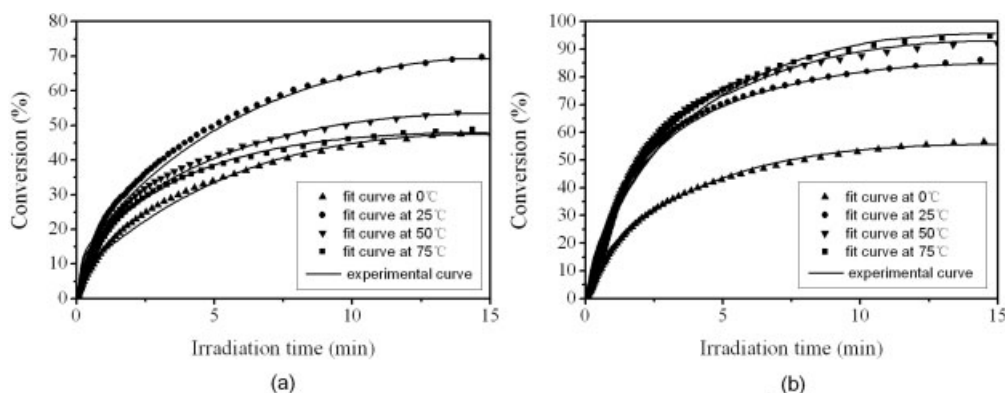 80
70
60
50
40
30
20
10
0
Conversion (%)
fit curve at 0℃
fit curve at 25℃
fit curve at 50℃
fit curve at 75℃
experimental curve
0 5 10 15
Irradiation time (min)
(a)
100
90
80
70
60
50
40
30
20
10
0
Conversion (%)
fit curve at 0℃
fit curve at 25℃
fit curve at 50℃
fit curve at 75℃
experimental curve
0 5 10 15
Irradiation time (min)
(b)